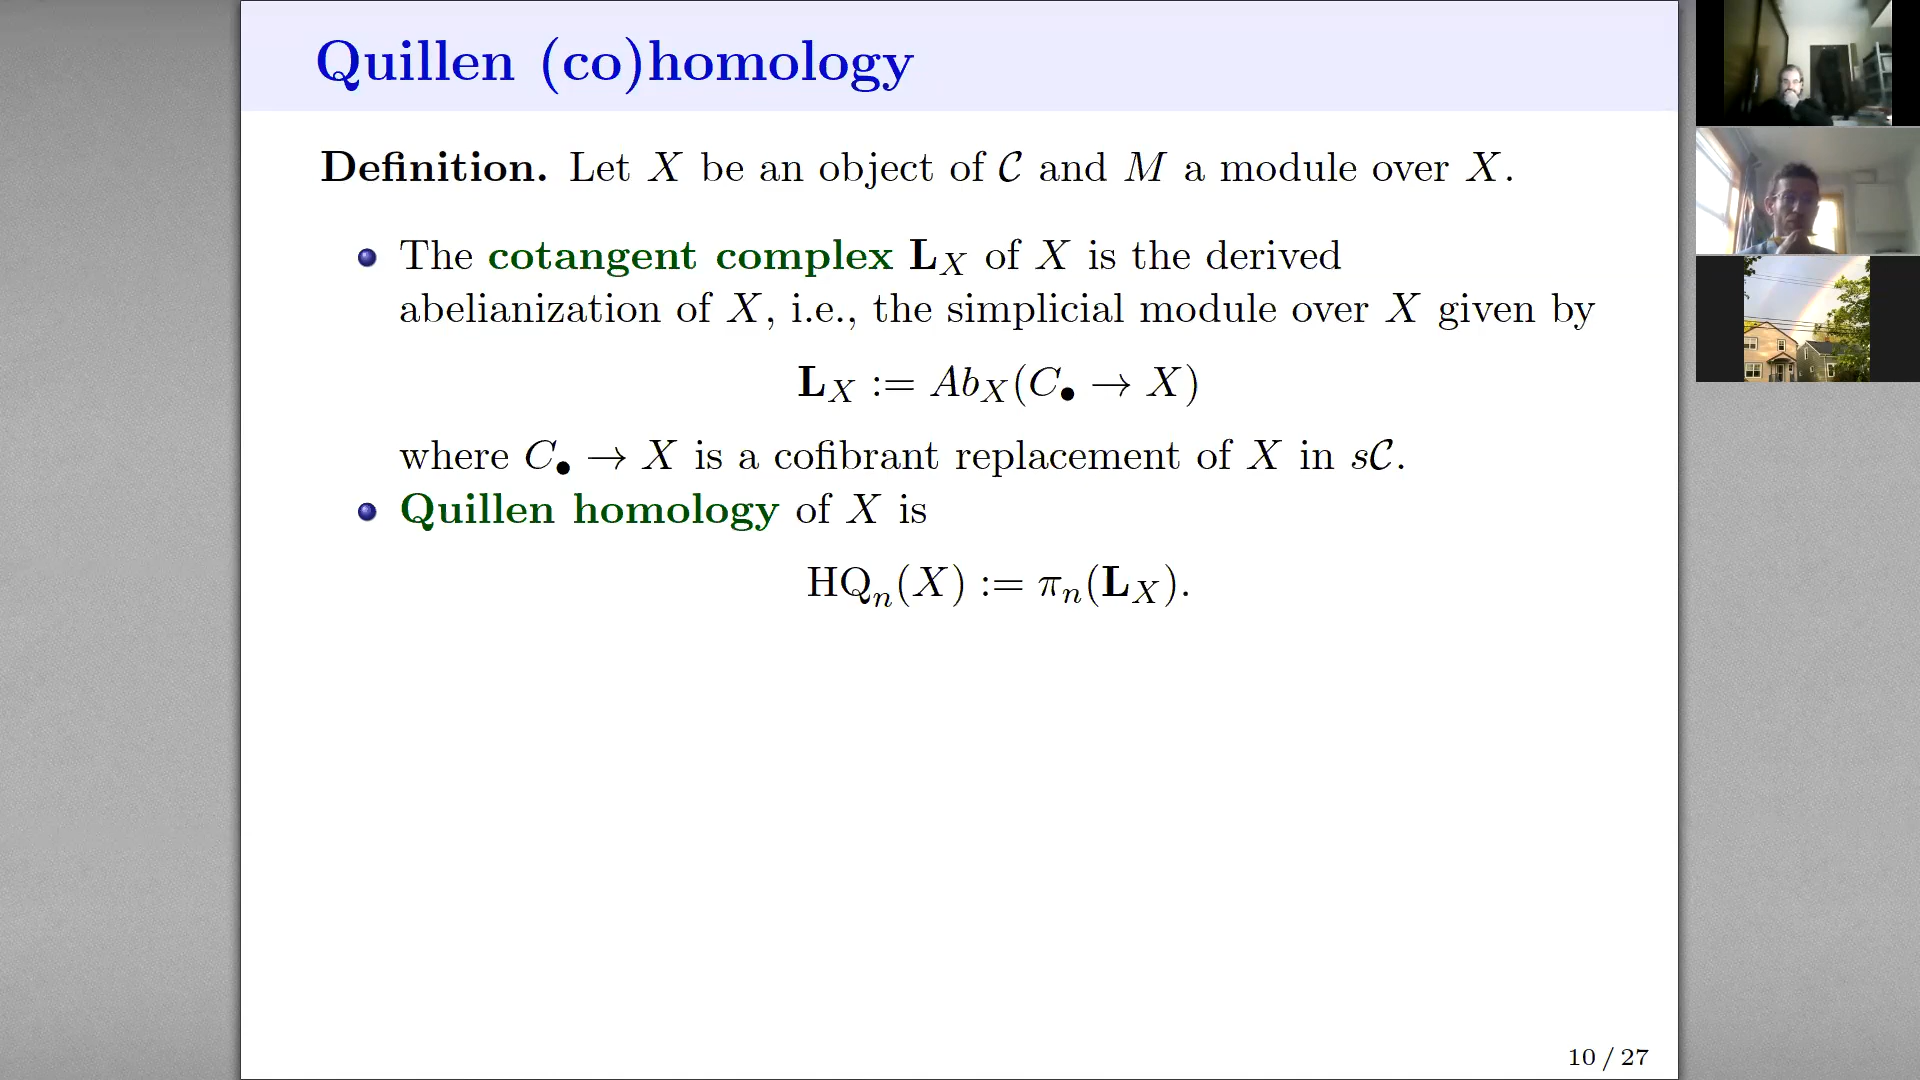 Quillen (co)homology
Definition. Let X be an object of 𝒞 and M a module over X.
The cotangent complex L_X of X is the derived
abelianization of X, i.e., the simplicial module over X given by
L_X := Ab_X(C_• → X)
where C_• → X is a cofibrant replacement of X in s𝒞.
Quillen homology of X is
HQ_n(X) := π_n(L_X).
10 / 27